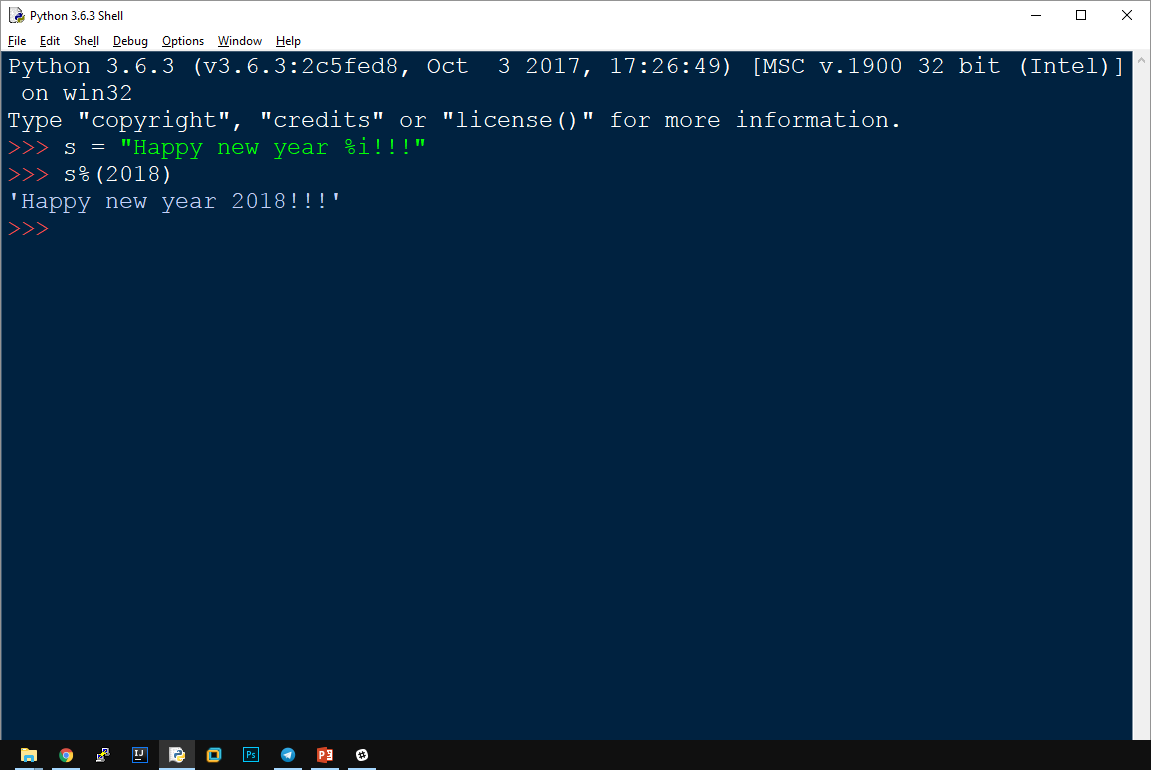 Python 3.6.3 Shell
File Edit Shell Debug Options Window Help
Python 3.6.3 (v3.6.3:2c5fed8, Oct  3 2017, 17:26:49) [MSC v.1900 32 bit (Intel)]
 on win32
Type "copyright", "credits" or "license()" for more information.
>>> s = "Happy new year %i!!!"
>>> s%(2018)
'Happy new year 2018!!!'
>>>
IJ Ps P